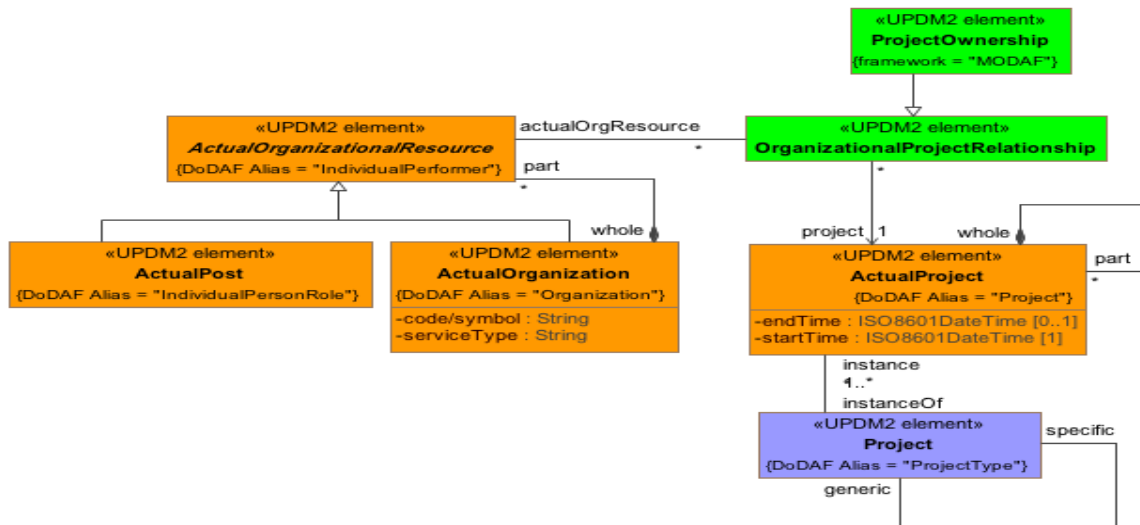 «UPDM2 element»
ProjectOwnership
{framework = "MODAF"}
«UPDM2 element»
ActualOrganizationalResource
{DoDAF Alias = "IndividualPerformer"}
actualOrgResource
*
«UPDM2 element»
OrganizationalProjectRelationship
part
*
whole
*
project
1
whole
«UPDM2 element»
ActualPost
{DoDAF Alias = "IndividualPersonRole"}
«UPDM2 element»
ActualOrganization
{DoDAF Alias = "Organization"}
-code/symbol : String
-serviceType : String
«UPDM2 element»
ActualProject
{DoDAF Alias = "Project"}
-endTime : ISO8601DateTime [0..1]
-startTime : ISO8601DateTime [1]
part
*
instance
..*
instanceOf
«UPDM2 element»
Project
{DoDAF Alias = "ProjectType"}
specific
generic